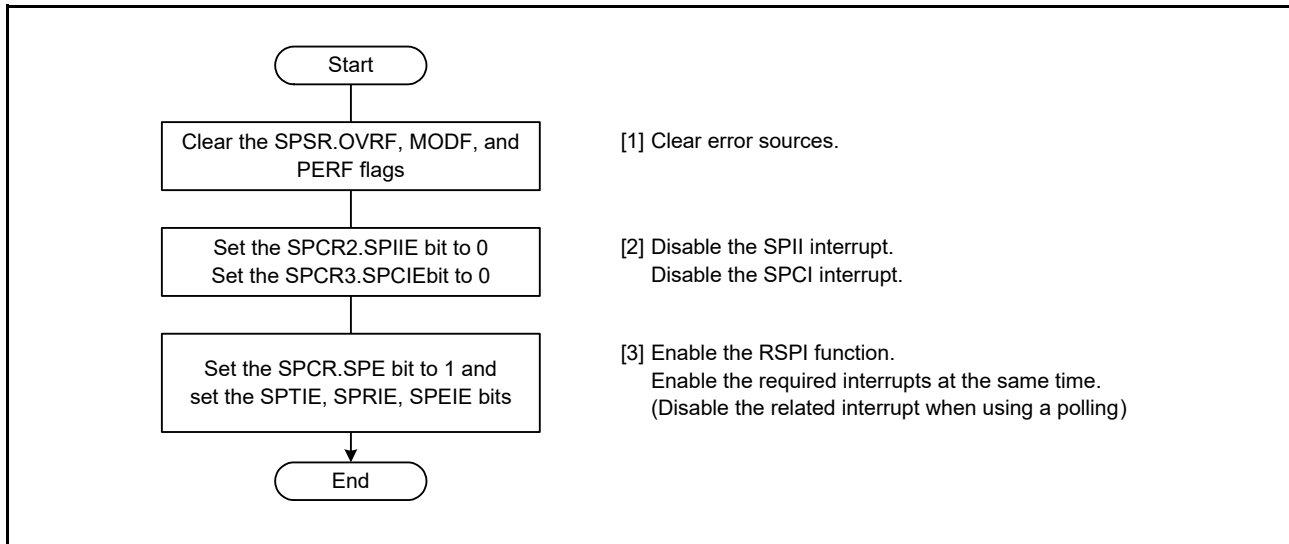 Start
Clear the SPSR.OVRF, MODF, and
PERF flags
[1] Clear error sources.
Set the SPCR2.SPIIE bit to 0
Set the SPCR3.SPCIEbit to 0
[2] Disable the SPII interrupt.
Disable the SPCI interrupt.
Set the SPCR.SPE bit to 1 and
set the SPTIE, SPRIE, SPEIE bits
[3] Enable the RSPI function.
Enable the required interrupts at the same time.
(Disable the related interrupt when using a polling)
End